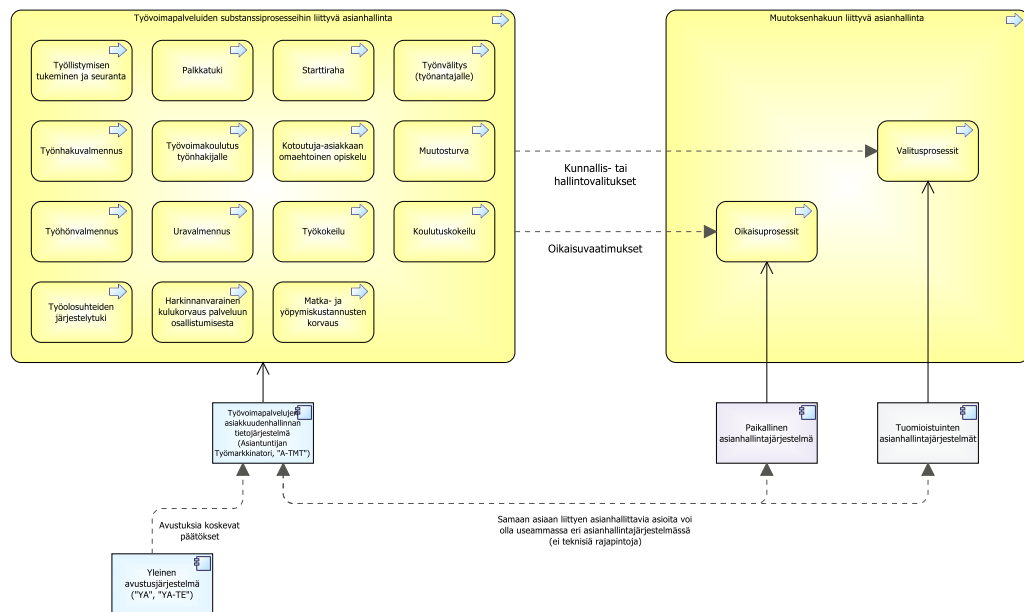 Työvoimapalveluiden substanssiprosesseihin liittyvä asianhallinta
Työllistymisen
tukeminen ja seuranta
Palkkatuki
Starttiraha
Työnvälitys
(työnantajalle)
Työnhakuvalmennus
Työvoimakoulutus
työnhakijalle
Kotoutuja-asiakkaan
omaehtoinen opiskelu
Muutosturva
Työhönvalmennus
Uravalmennus
Työkokeilu
Koulutuskokeilu
Työolosuhteiden
järjestelytuki
Harkinnanvarainen
kulukorvaus palveluun
osallistumisesta
Matka- ja
yöpymiskustannusten
korvaus
Kunnallis- tai
hallintovalitukset
Oikaisuvaatimukset
Muutoksenhakuun liittyvä asianhallinta
Valitusprosessit
Oikaisuprosessit
Työvoimapalvelujen
asiakkuudenhallinnan
tietojärjestelmä
(Asiantuntijan
Työmarkkinatori, "A-TMT")
Paikallinen
asianhallintajärjestelmä
Tuomioistuinten
asianhallintajärjestelmät
Avustuksia koskevat
päätökset
Samaan asiaan liittyen asianhallittavia asioita voi
olla useammassa eri asianhallintajärjestelmässä
(ei teknisiä rajapintoja)
Yleinen
avustusjärjestelmä
("YA", "YA-TE")